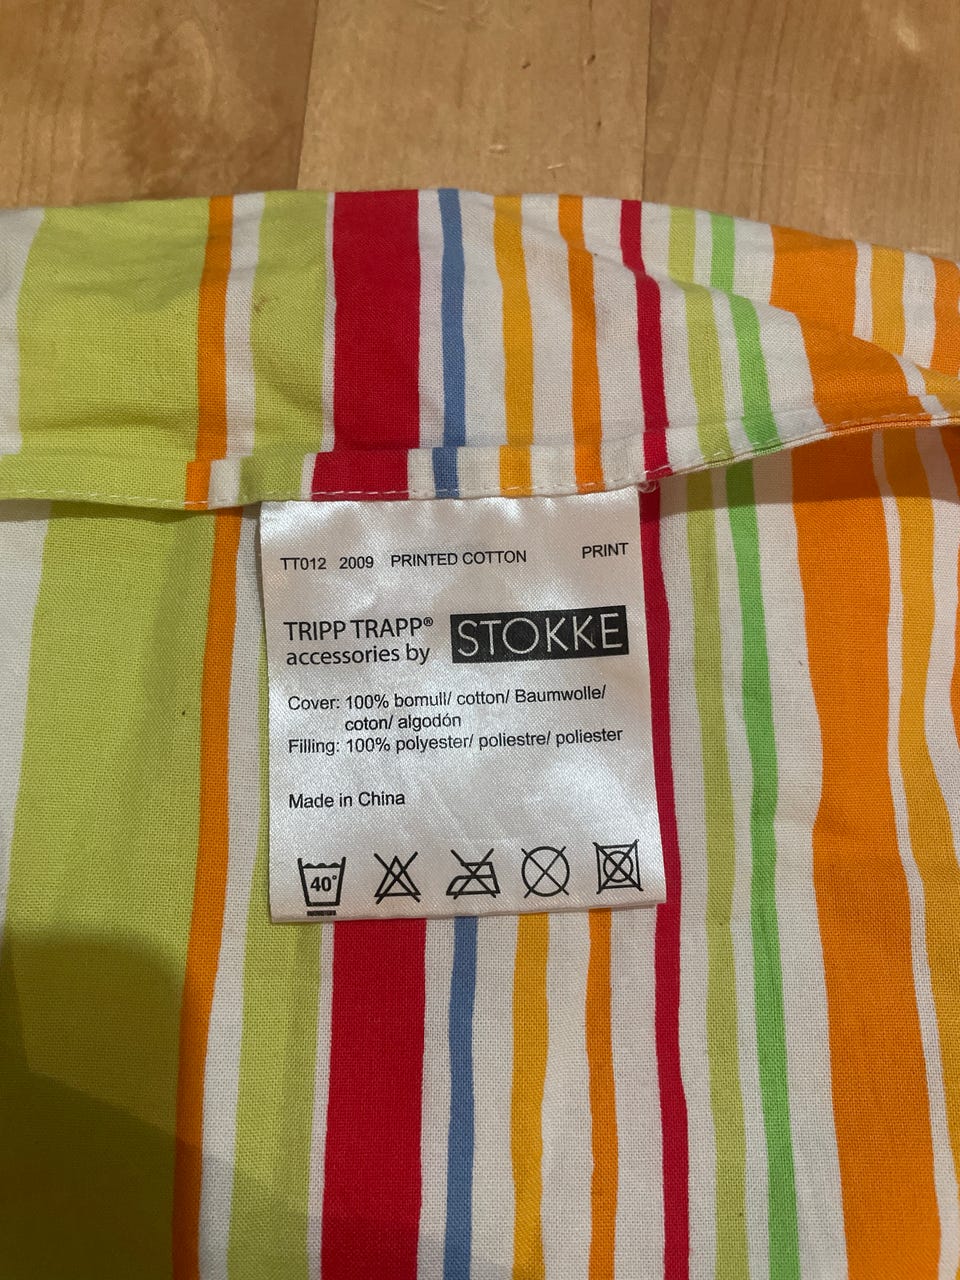 TT012 2009 PRINTED COTTON PRINT
TRIPP TRAPP® STOKKE
accessories by
Cover: 100% bomull/ cotton/ Baumwolle/
coton/ algodón
Filling: 100% polyester/ poliestre/ poliester
Made in China
40°